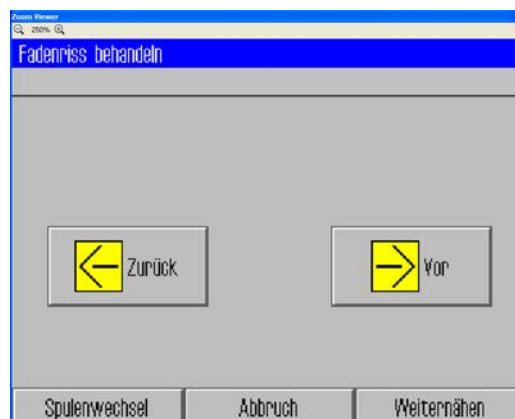 Zoom Viewer
250%
Fadenriss behandeln
Zurück
Vor
Spulenwechsel
Abbruch
Weiternähen